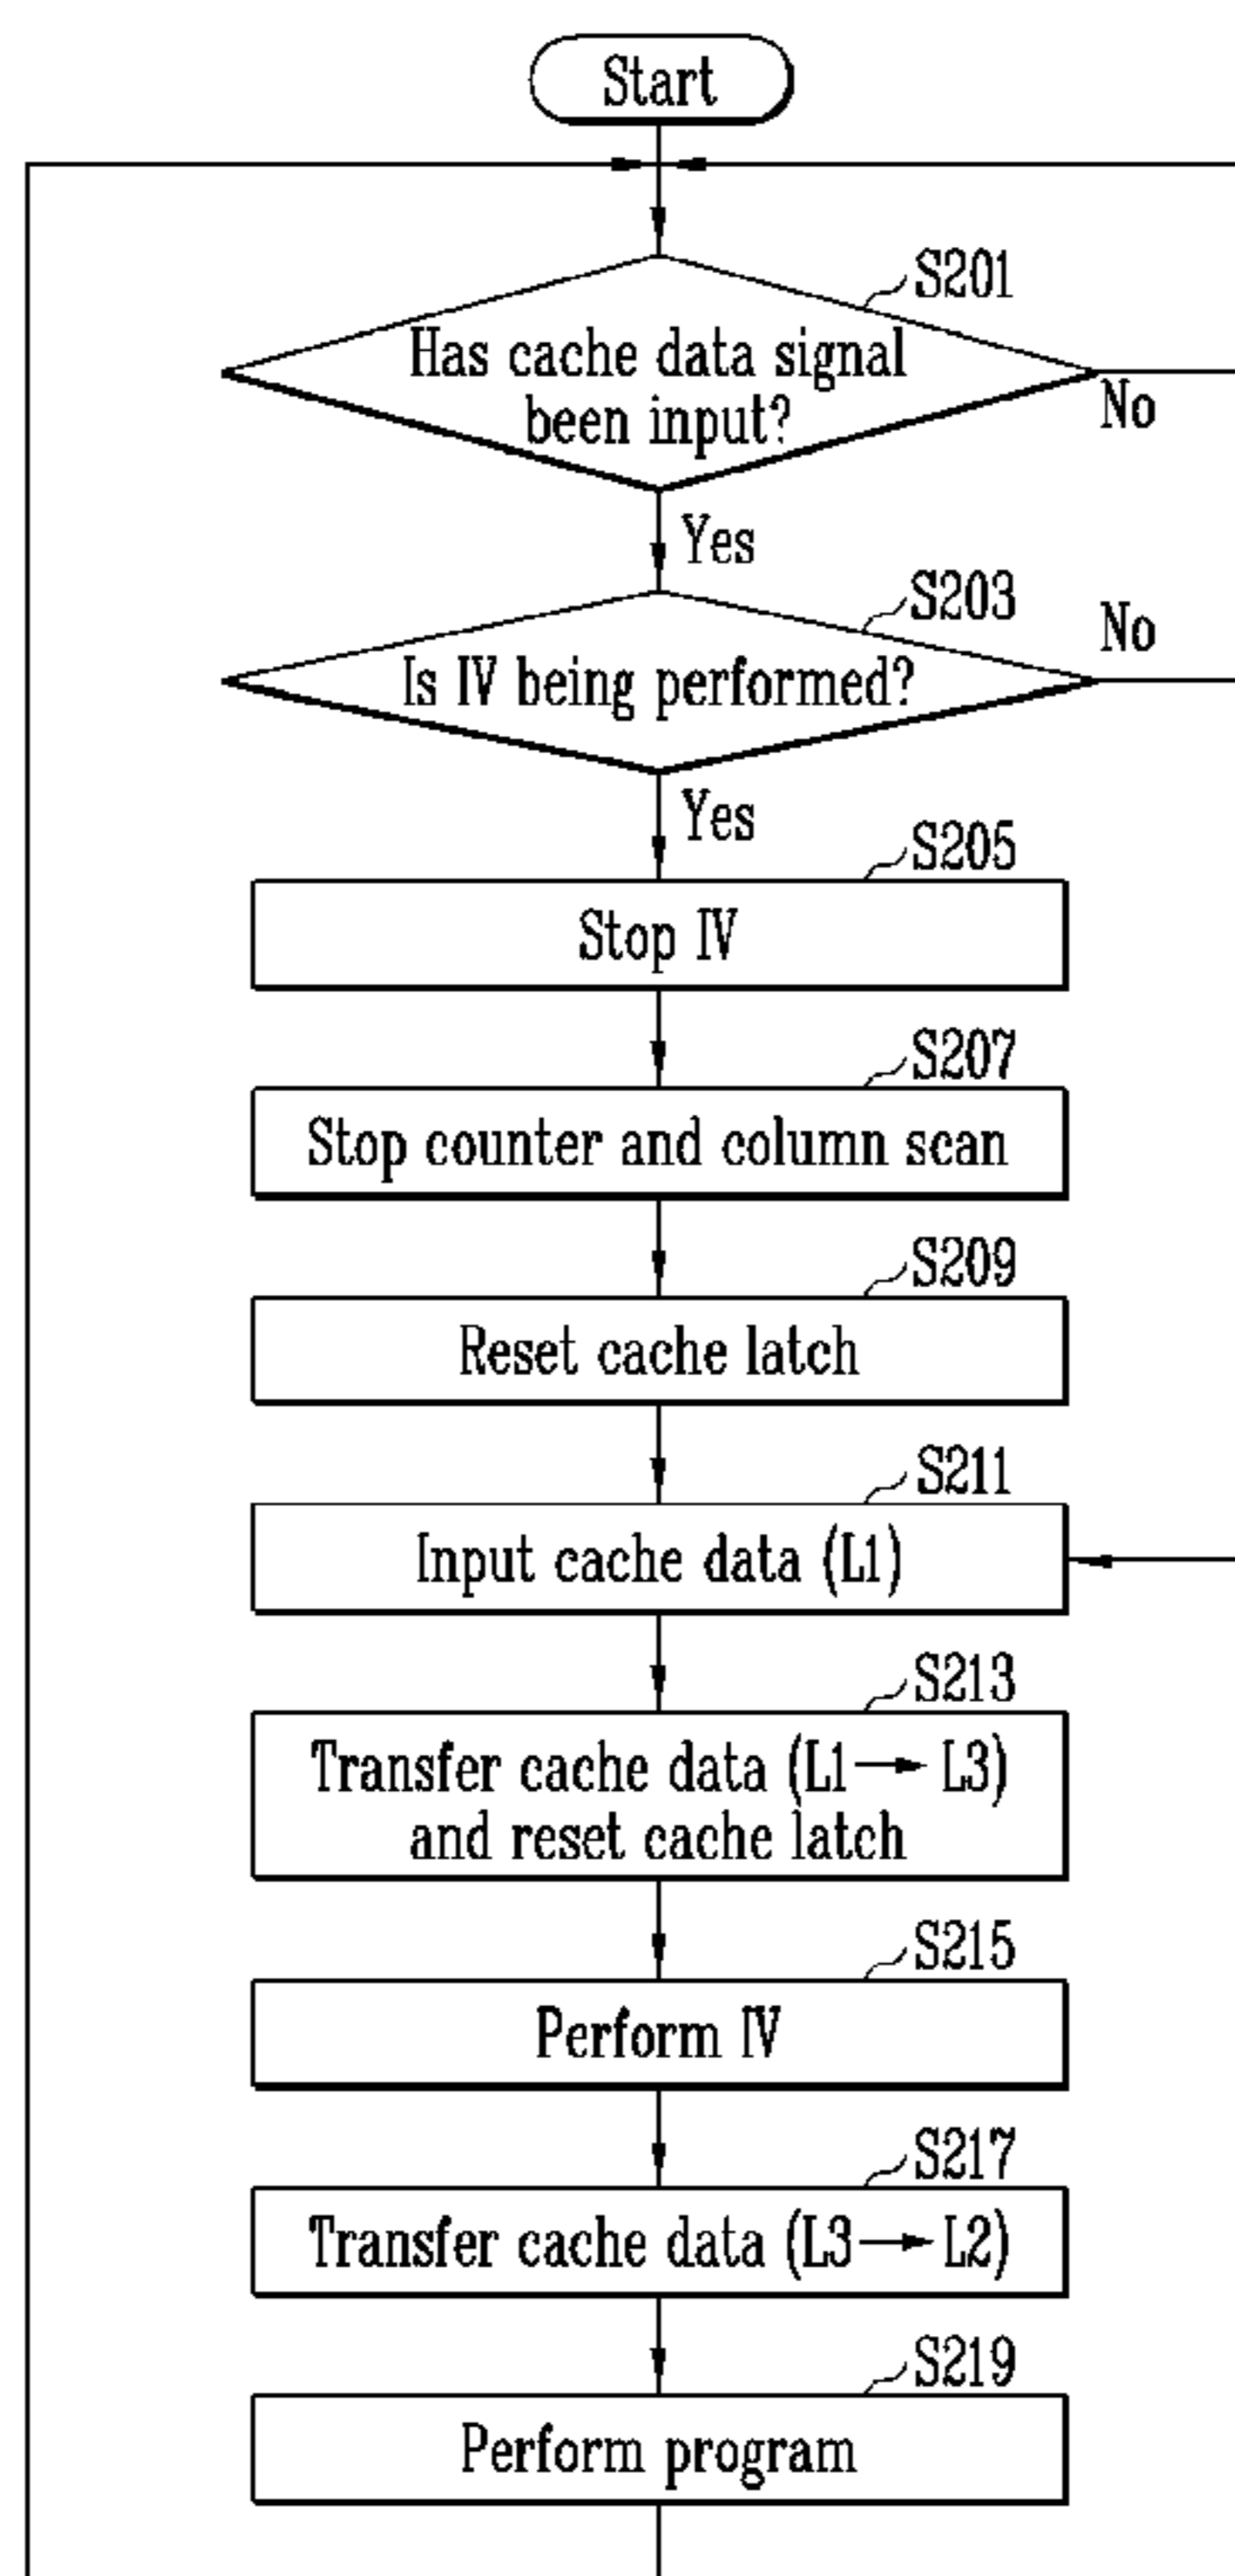 Start
S201
Has cache data signal
been input?
No
Yes
S203
No
Is IV being performed?
Yes
S205
Stop IV
S207
Stop counter and column scan
S209
Reset cache latch
S211
Input cache data (L1)
S213
Transfer cache data (L1→ L3)
and reset cache latch
S215
Perform IV
S217
Transfer cache data (L3→ L2)
S219
Perform program